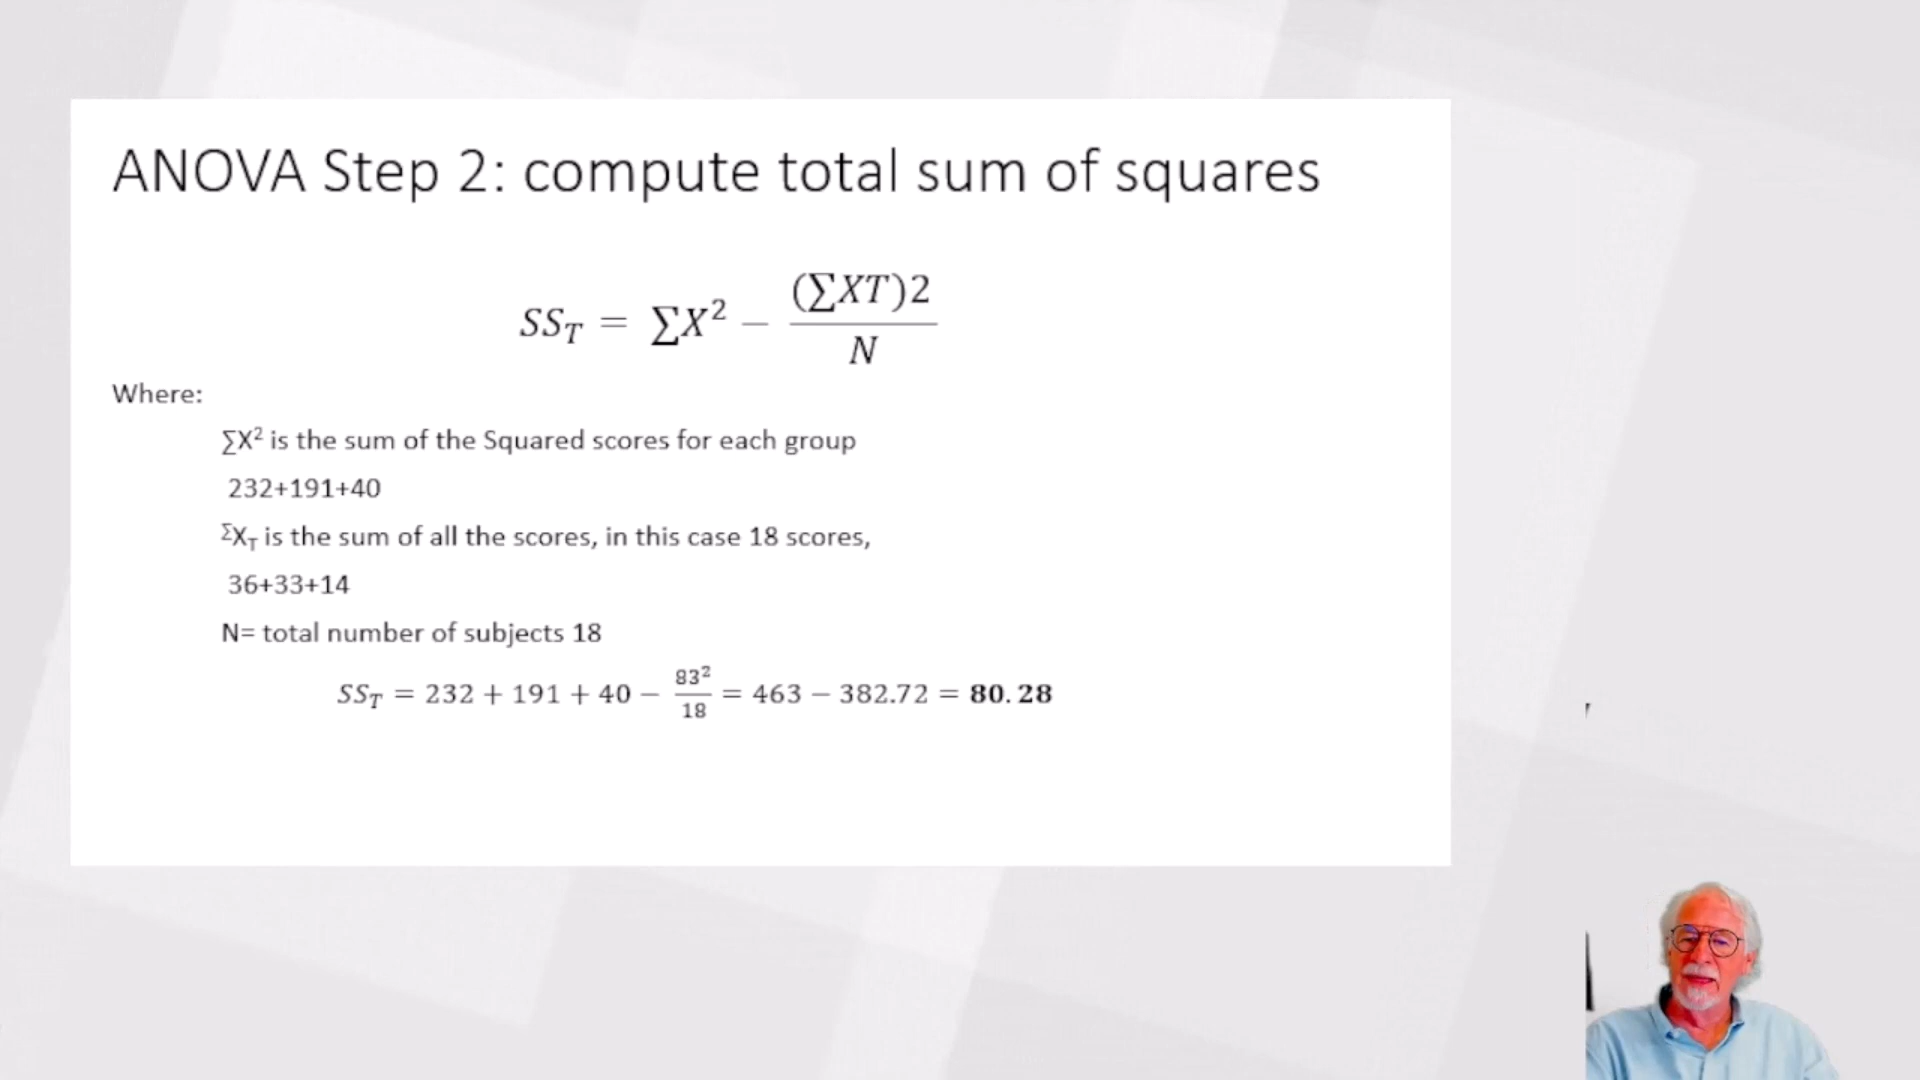 ANOVA Step 2: compute total sum of squares
SS_T = ∑X² − (∑XT)2 / N
Where:
∑X² is the sum of the Squared scores for each group
232+191+40
ΣX_T is the sum of all the scores, in this case 18 scores,
36+33+14
N= total number of subjects 18
SS_T = 232 + 191 + 40 − 83² / 18 = 463 − 382.72 = 80.28